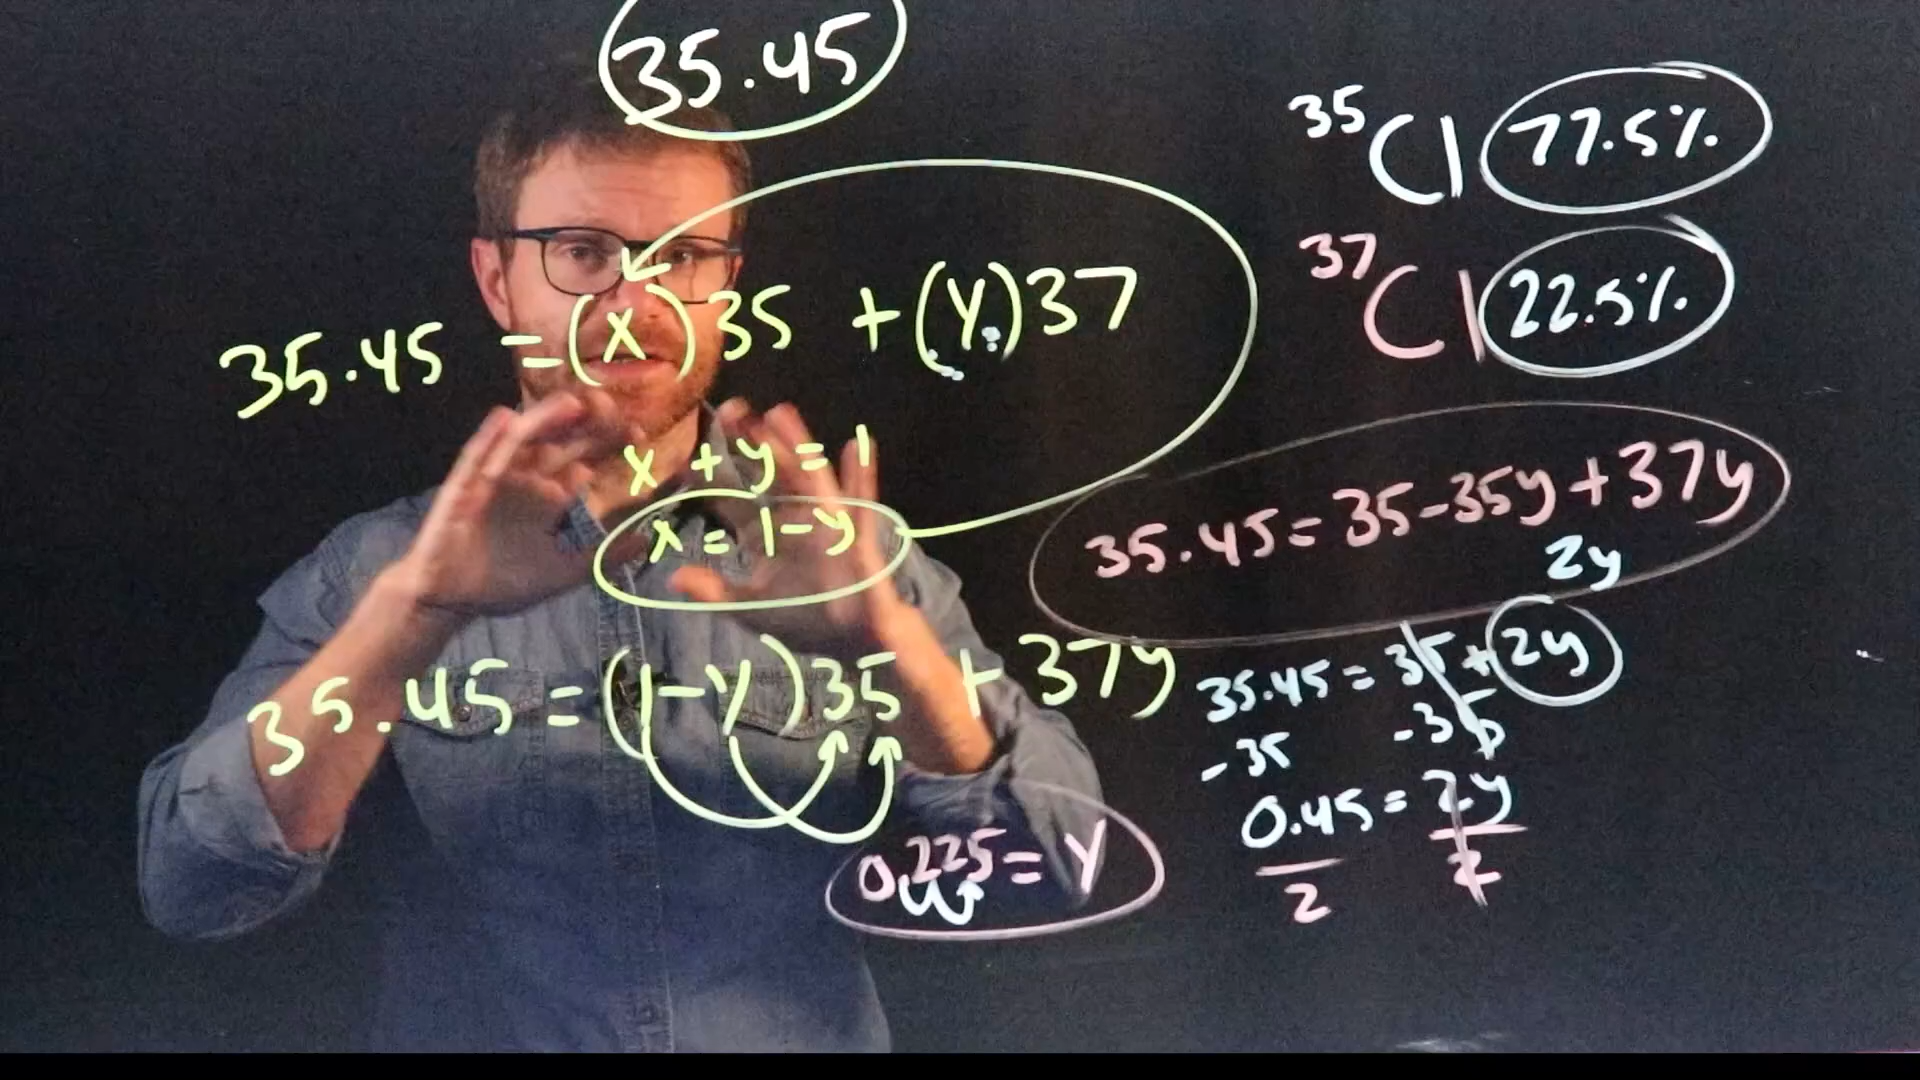 35.45
35.45 = (x)35 + (y)37
x + y = 1
x = 1-y
35.45 = (1-y)35 + 37y
0.225 = y
35Cl 77.5%
37Cl 22.5%
35.45 = 35-35y+37y
2y
35.45 = 35 + 2y
-35 -35
0.45 = 2y
2 2